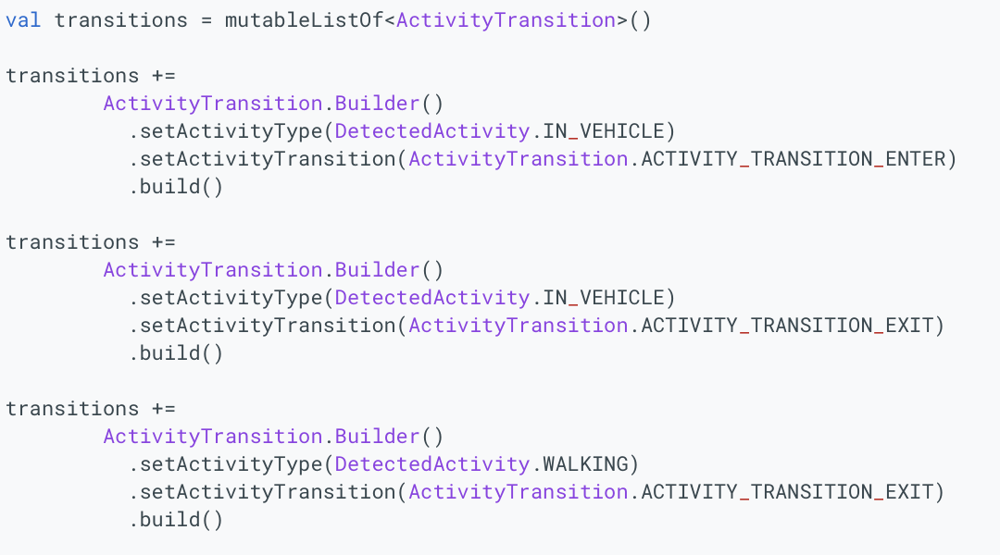 val transitions = mutableListOf<ActivityTransition>()

transitions +=
        ActivityTransition.Builder()
          .setActivityType(DetectedActivity.IN_VEHICLE)
          .setActivityTransition(ActivityTransition.ACTIVITY_TRANSITION_ENTER)
          .build()

transitions +=
        ActivityTransition.Builder()
          .setActivityType(DetectedActivity.IN_VEHICLE)
          .setActivityTransition(ActivityTransition.ACTIVITY_TRANSITION_EXIT)
          .build()

transitions +=
        ActivityTransition.Builder()
          .setActivityType(DetectedActivity.WALKING)
          .setActivityTransition(ActivityTransition.ACTIVITY_TRANSITION_EXIT)
          .build()